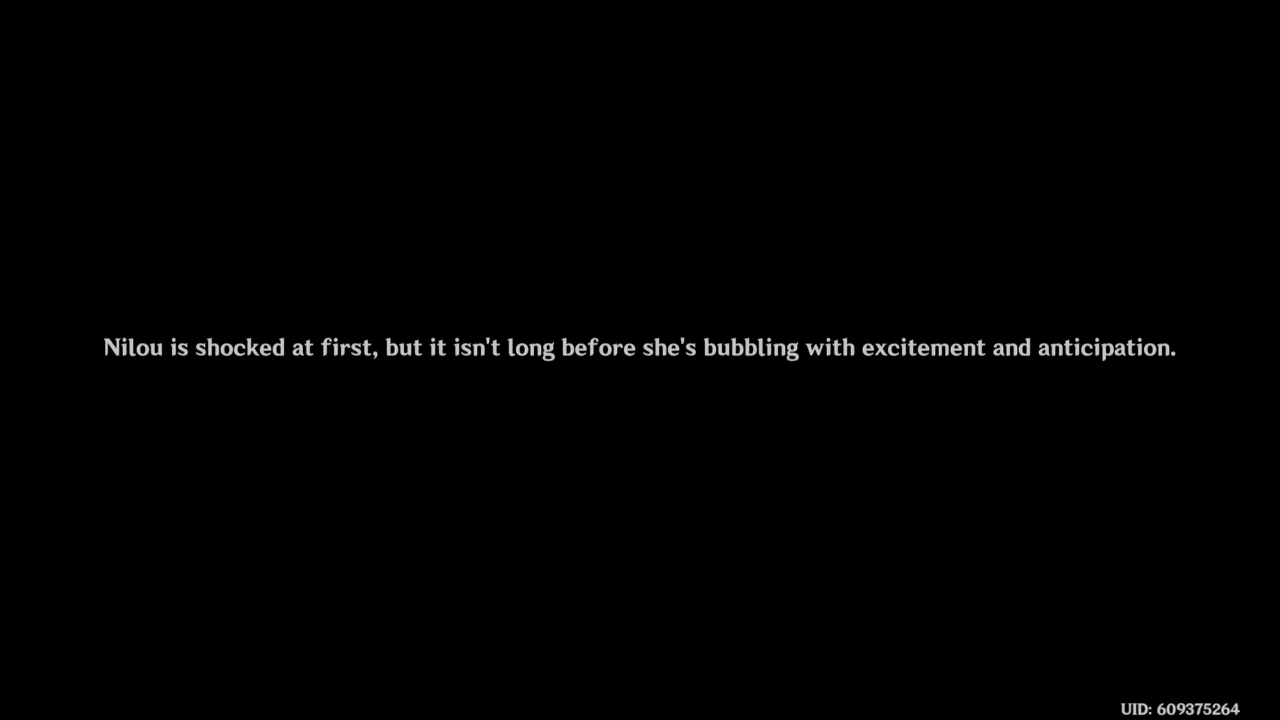 Nilou is shocked at first, but it isn't long before she's bubbling with excitement and anticipation.
UID: 609375264